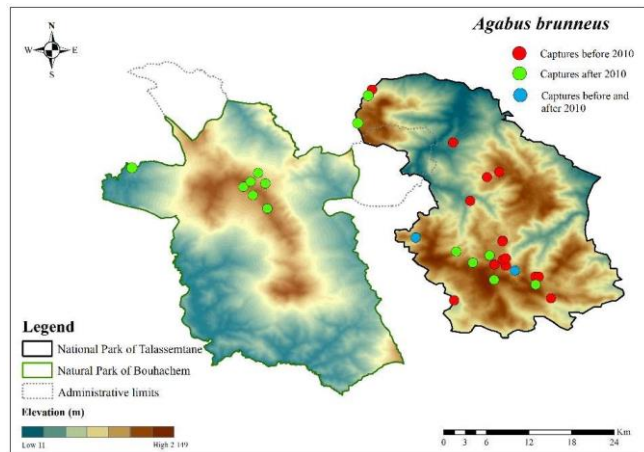 N
W E
S
Agabus brunneus
Captures before 2010
Captures after 2010
Captures before and
after 2010
Legend
National Park of Talassemtane
Natural Park of Bouhachem
Administrative limits
Elevation (m)
Low 11 High 2 149
Km
0 3 6 12 18 24